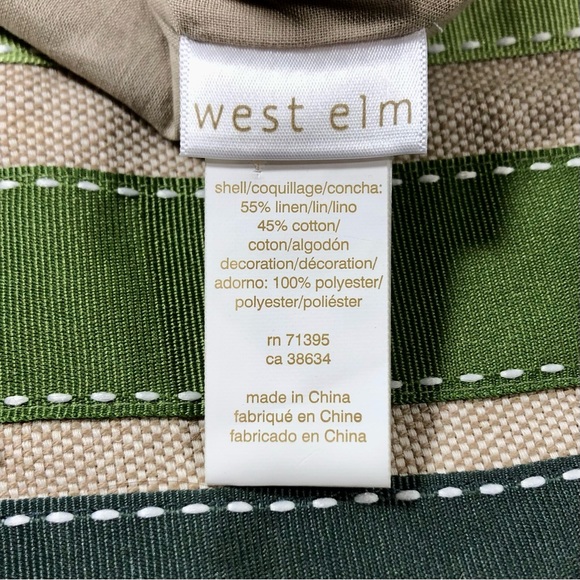 west elm
shell/coquillage/concha:
55% linen/lin/lino
45% cotton/
coton/algodón
decoration/décoration/
adorno: 100% polyester/
polyester/poliéster
rn 71395
ca 38634
made in China
fabriqué en Chine
fabricado en China